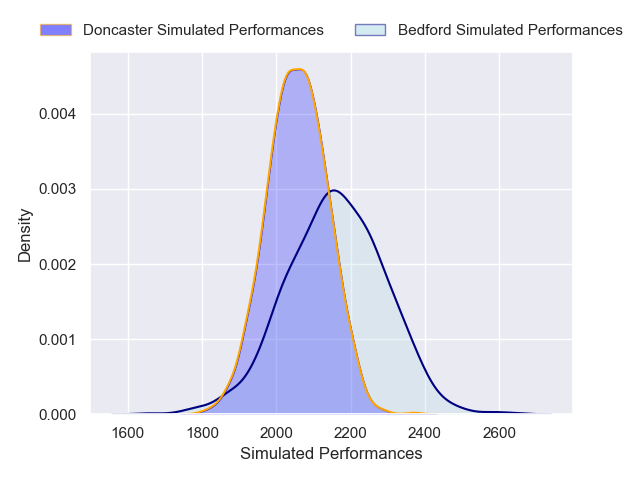 Doncaster Simulated Performances Bedford Simulated Performances
0.004
0.003
0.002
0.001
0.000
Density
1600 1800 2000 2200 2400 2600
Simulated Performances